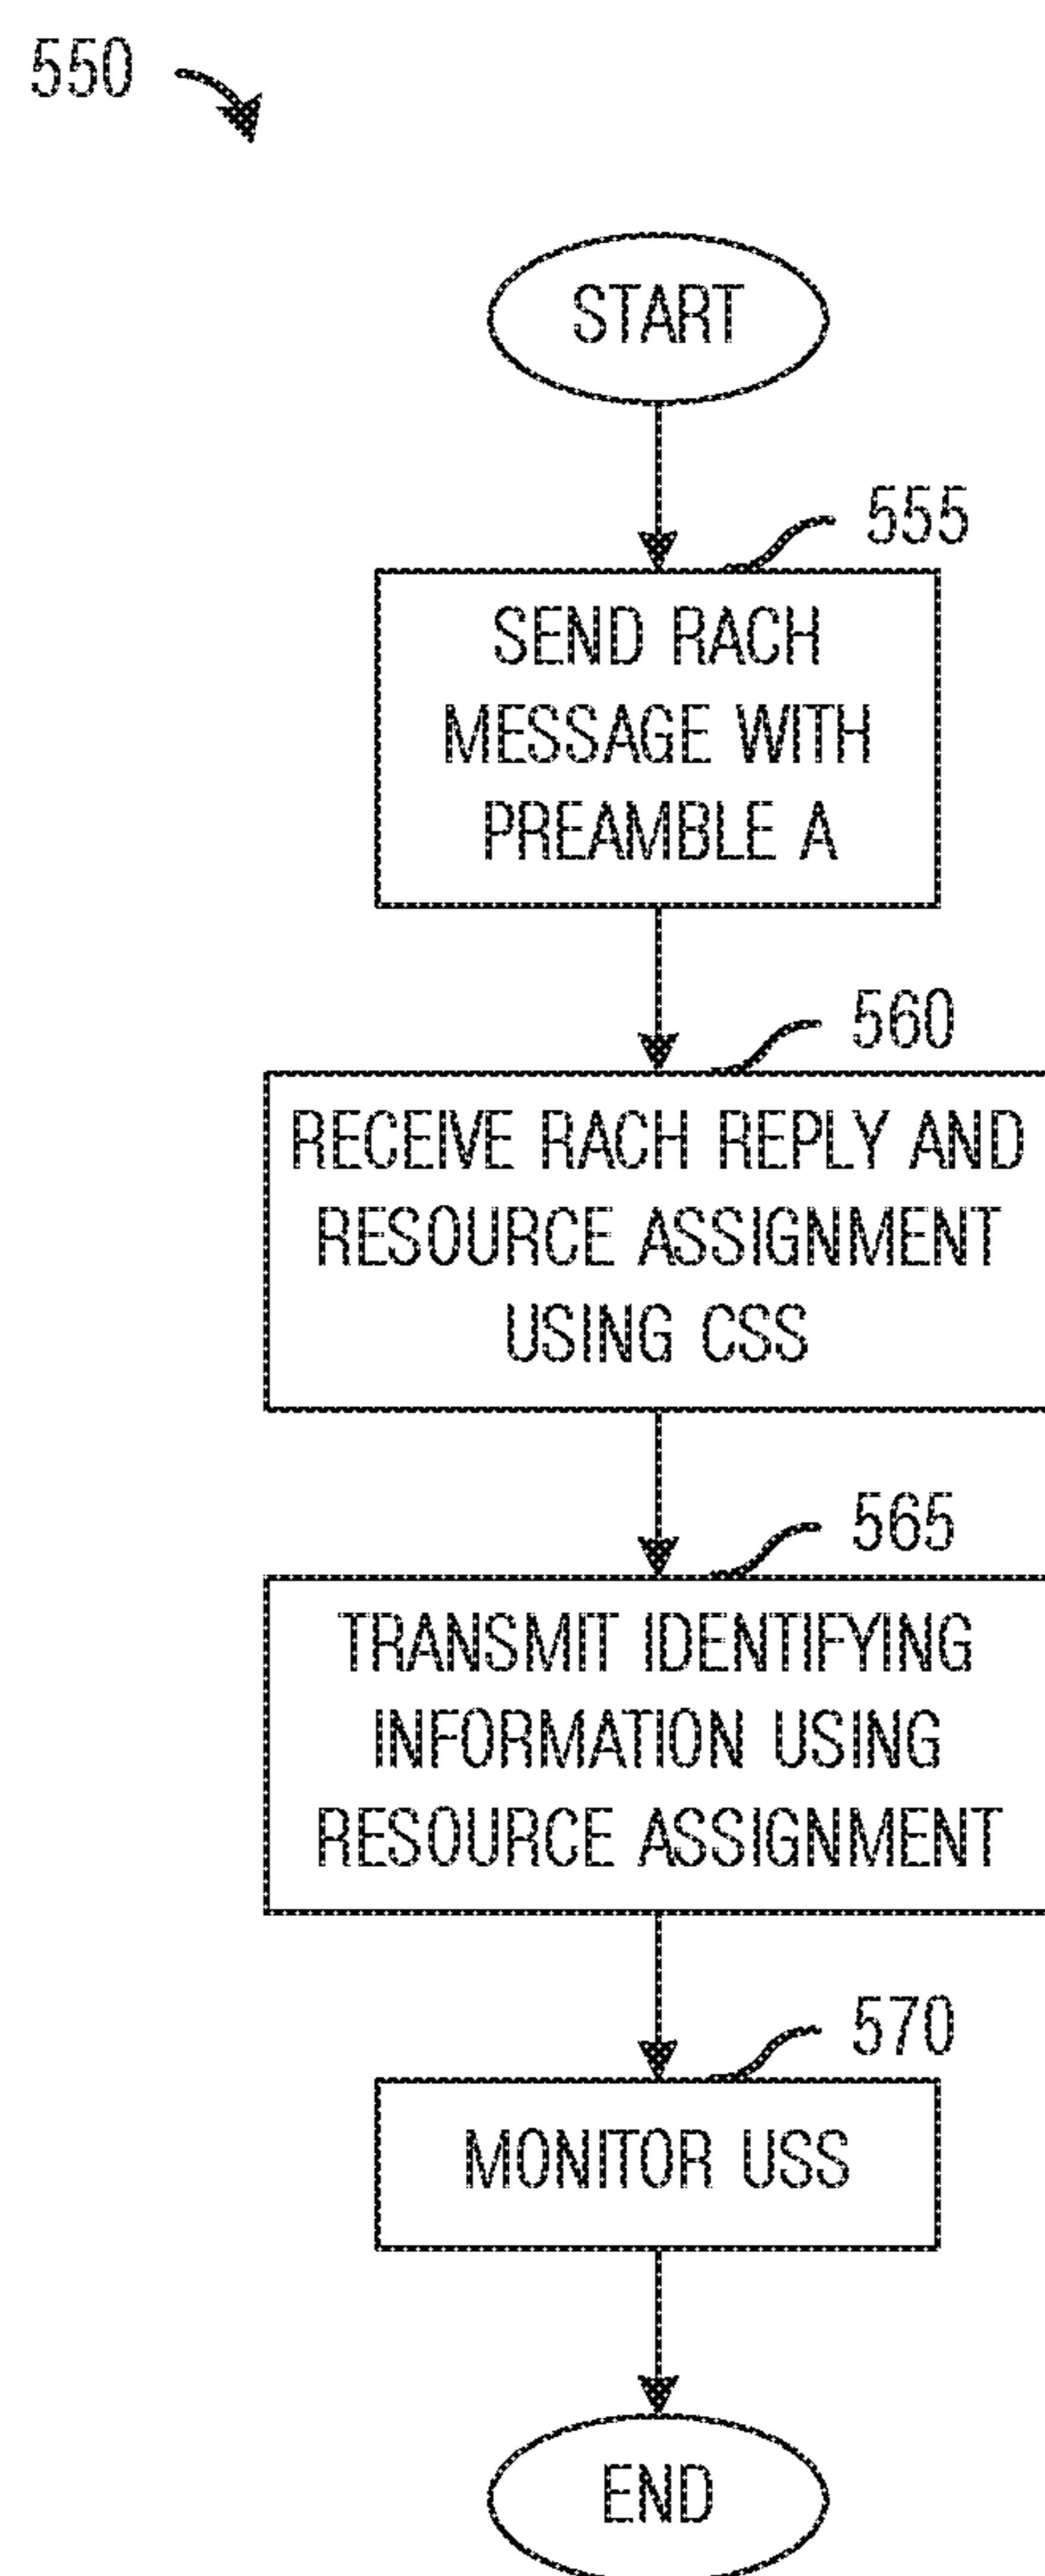 550
START
555
SEND RACH
MESSAGE WITH
PREAMBLE A
560
RECEIVE RACH REPLY AND
RESOURCE ASSIGNMENT
USING CSS
565
TRANSMIT IDENTIFYING
INFORMATION USING
RESOURCE ASSIGNMENT
570
MONITOR USS
END